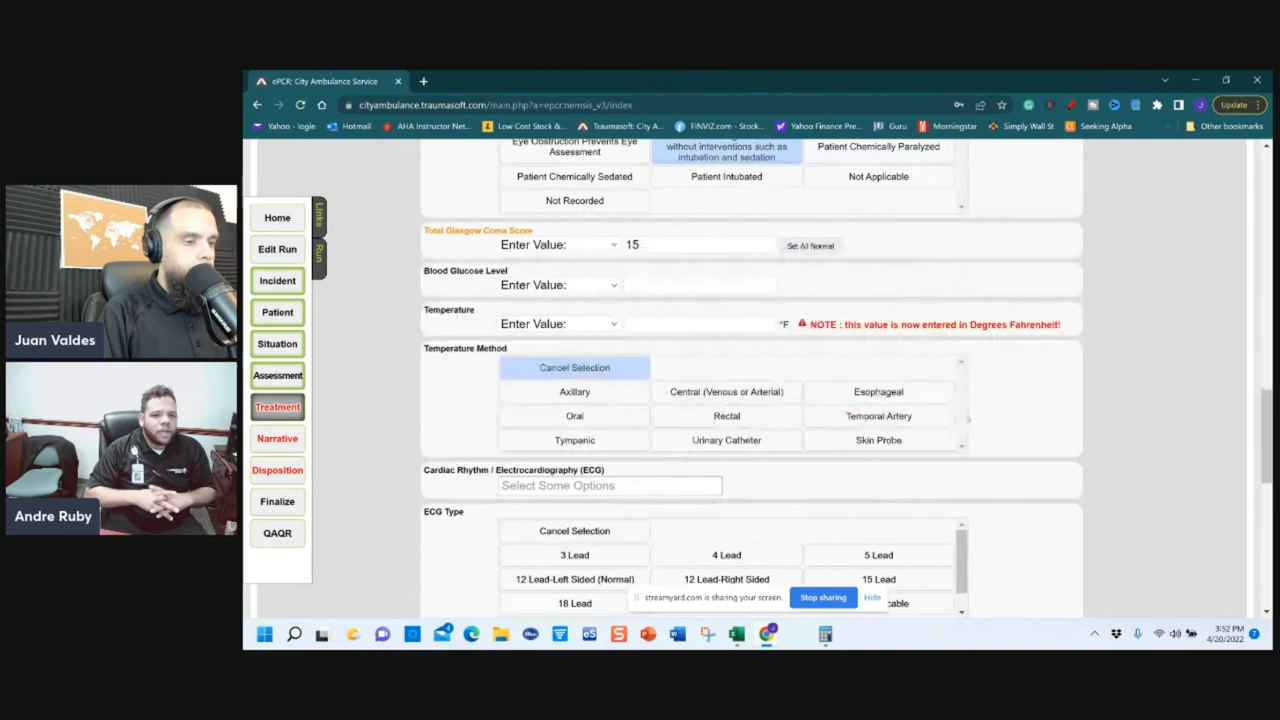 ePCR: City Ambulance Service
cityambulance.traumasoft.com/main.php?a=epcr:nemsis_v3/index
Update
Yahoo - login
Hotmail
AHA Instructor Net...
Low Cost Stock &...
Traumasoft: City A...
FINVIZ.com - Stock...
Yahoo Finance Pre...
Guru
Morningstar
Simply Wall St
Seeking Alpha
Other bookmarks
Eye Obstruction Prevents Eye Assessment
without interventions such as intubation and sedation
Patient Chemically Paralyzed
Patient Chemically Sedated
Patient Intubated
Not Applicable
Not Recorded
Links
Run
Home
Edit Run
Incident
Patient
Situation
Assessment
Treatment
Narrative
Disposition
Finalize
QAQR
Total Glasgow Coma Score
Enter Value:
15
Set All Normal
Blood Glucose Level
Enter Value:
Temperature
Enter Value:
°F
NOTE : this value is now entered in Degrees Fahrenheit!
Temperature Method
Cancel Selection
Axillary
Central (Venous or Arterial)
Esophageal
Oral
Rectal
Temporal Artery
Tympanic
Urinary Catheter
Skin Probe
Cardiac Rhythm / Electrocardiography (ECG)
Select Some Options
ECG Type
Cancel Selection
3 Lead
4 Lead
5 Lead
12 Lead-Left Sided (Normal)
12 Lead-Right Sided
15 Lead
18 Lead
cable
streamyard.com is sharing your screen.
Stop sharing
Hide
Juan Valdes
Andre Ruby
3:52 PM
4/20/2022